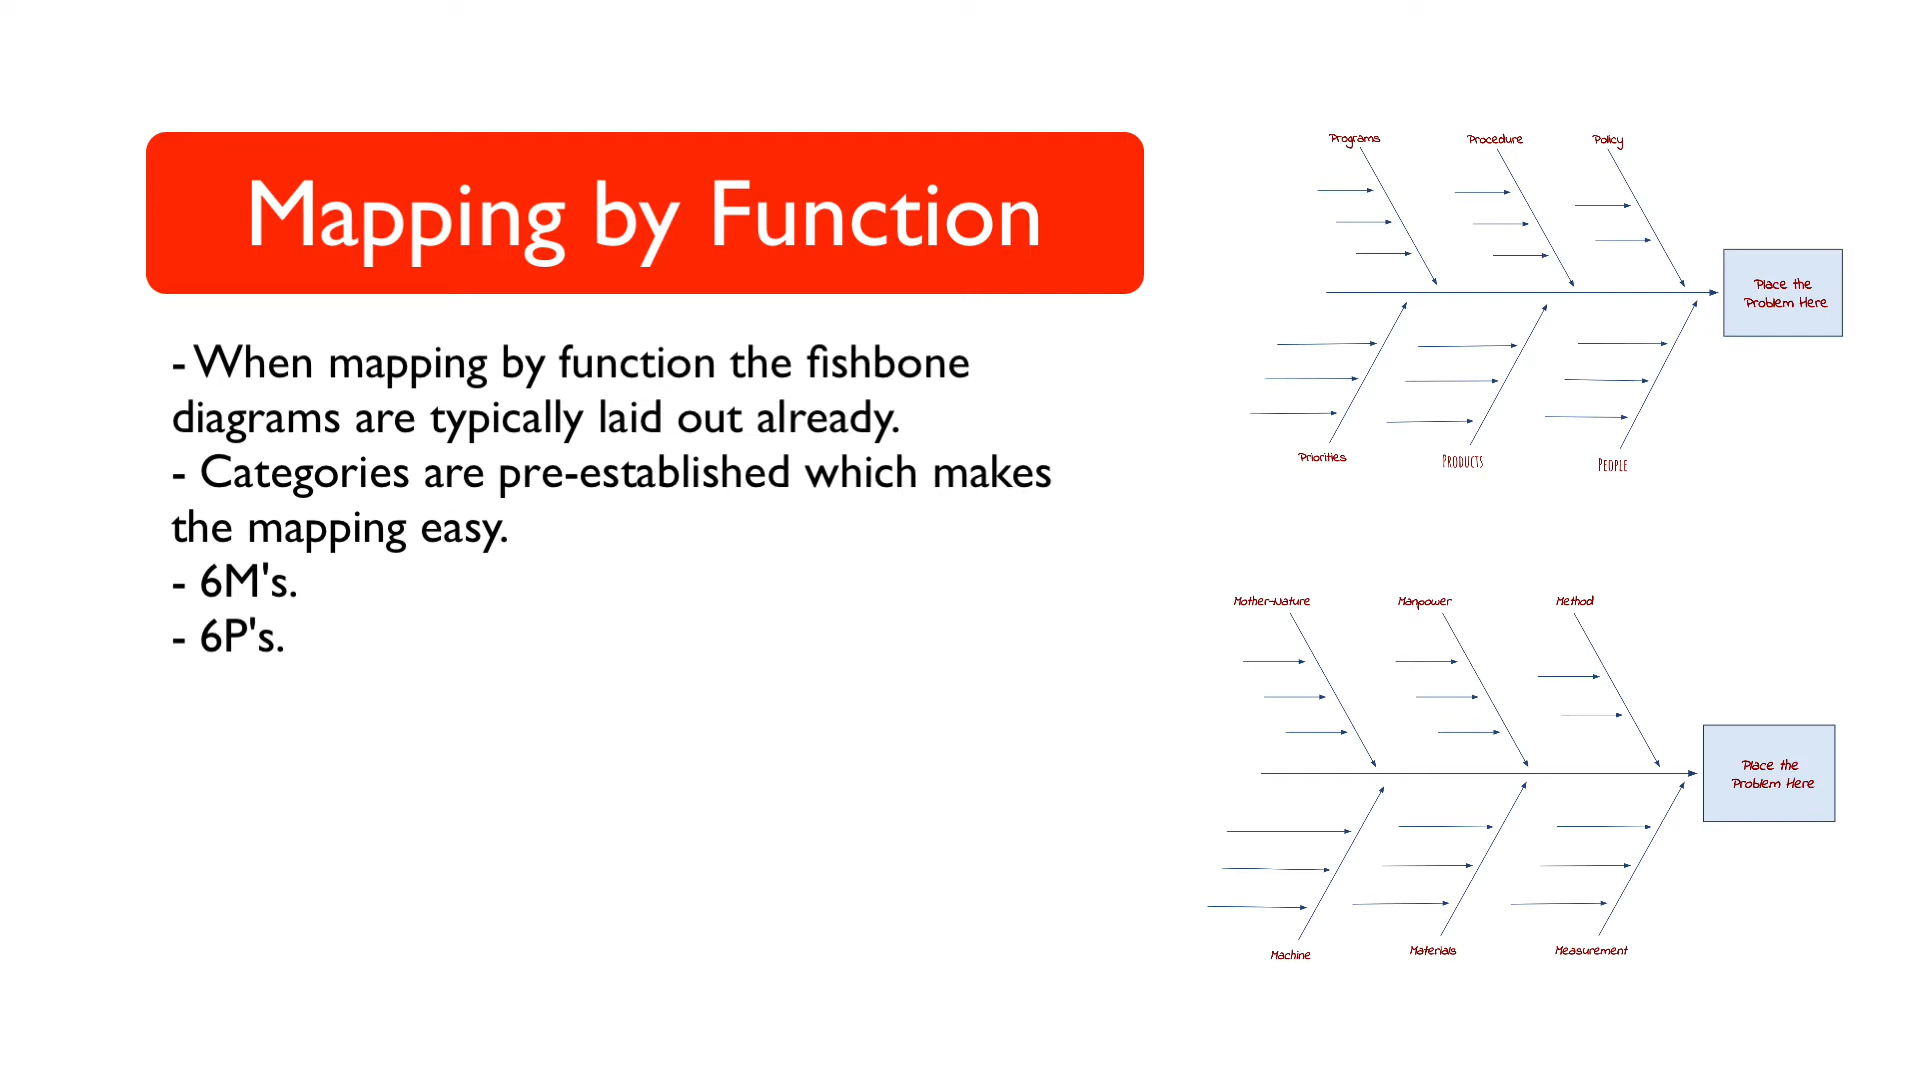 Mapping by Function
- When mapping by function the fishbone
diagrams are typically laid out already.
- Categories are pre-established which makes
the mapping easy.
- 6M's.
- 6P's.
Programs
Procedure
Policy
Place the
Problem Here
Priorities
PRODUCTS
PEOPLE
Mother-Nature
Manpower
Method
Place the
Problem Here
Machine
Materials
Measurement